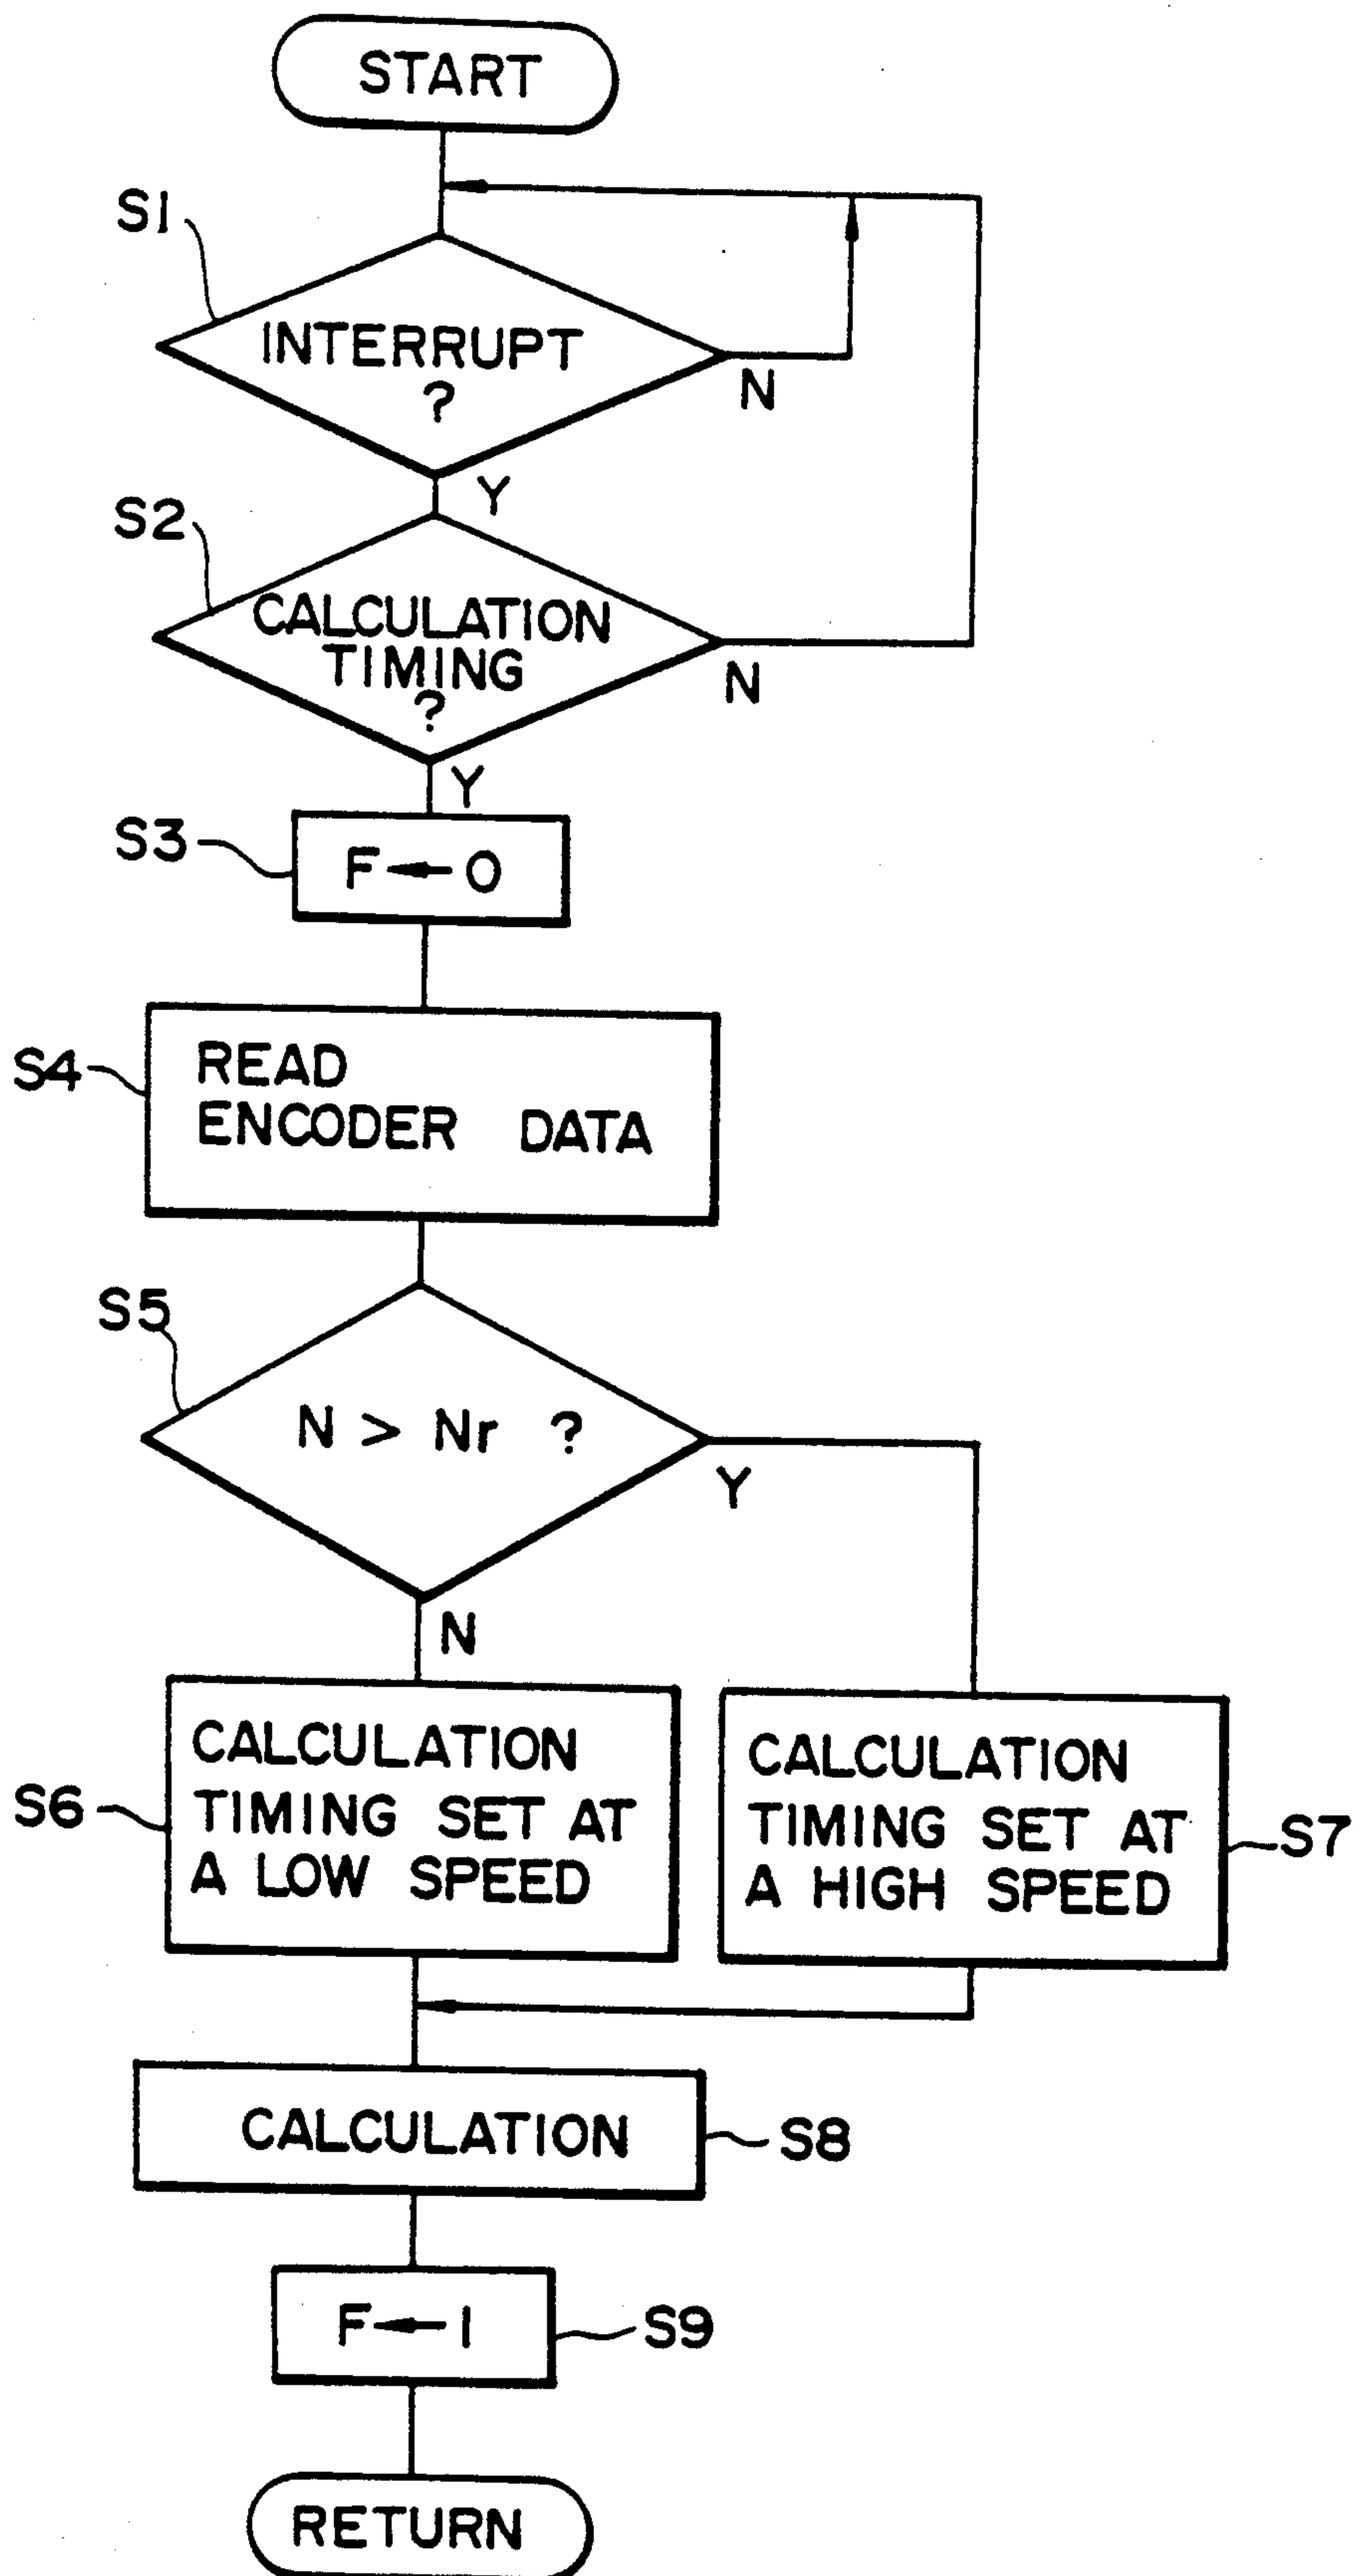 START
S1
INTERRUPT
?
N
Y
S2
CALCULATION
TIMING
?
N
Y
S3
F ← 0
S4
READ
ENCODER DATA
S5
N > Nr ?
Y
N
S6
CALCULATION
TIMING SET AT
A LOW SPEED
CALCULATION
TIMING SET AT
A HIGH SPEED
S7
CALCULATION
S8
F ← 1
S9
RETURN